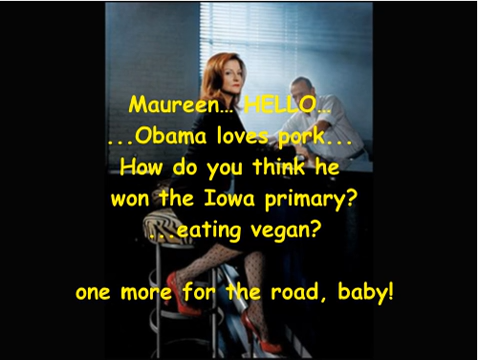 Maureen... HELLO...
...Obama loves pork...
How do you think he
won the Iowa primary?
...eating vegan?
one more for the road, baby!